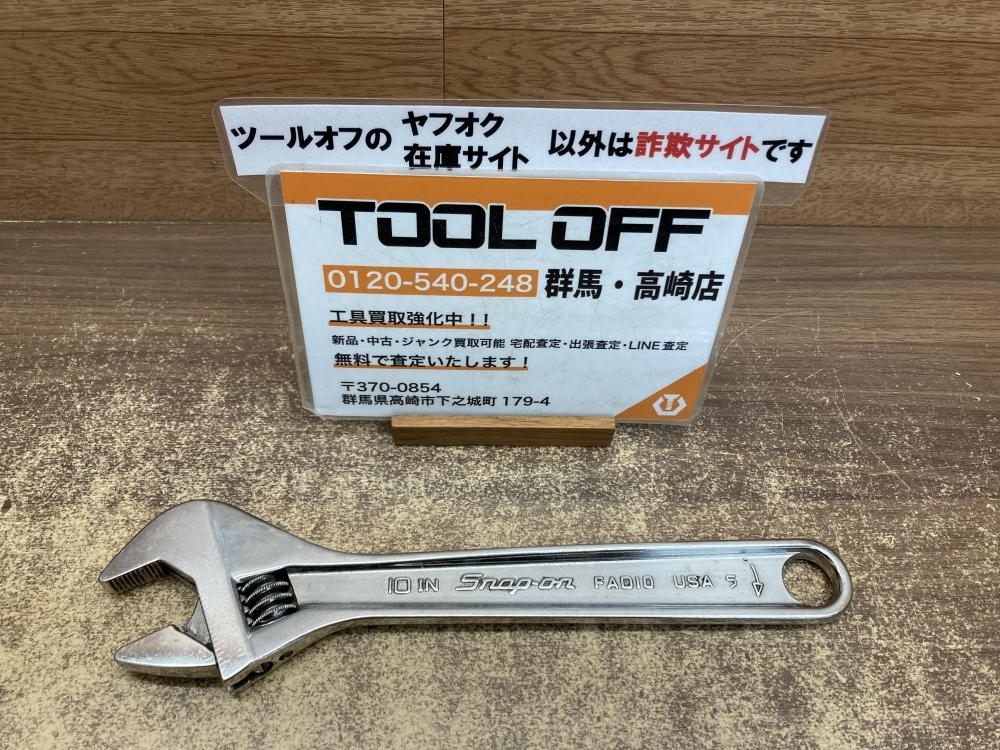 ツールオフの ヤフオク 在庫サイト 以外は詐欺サイトです
TOOL OFF
0120-540-248 群馬・高崎店
工具買取強化中!!
新品・中古・ジャンク買取可能 宅配査定・出張査定・LINE査定
無料で査定いたします!
〒370-0854
群馬県高崎市下之城町 179-4
10 IN Snap-on FAD10 USA 5